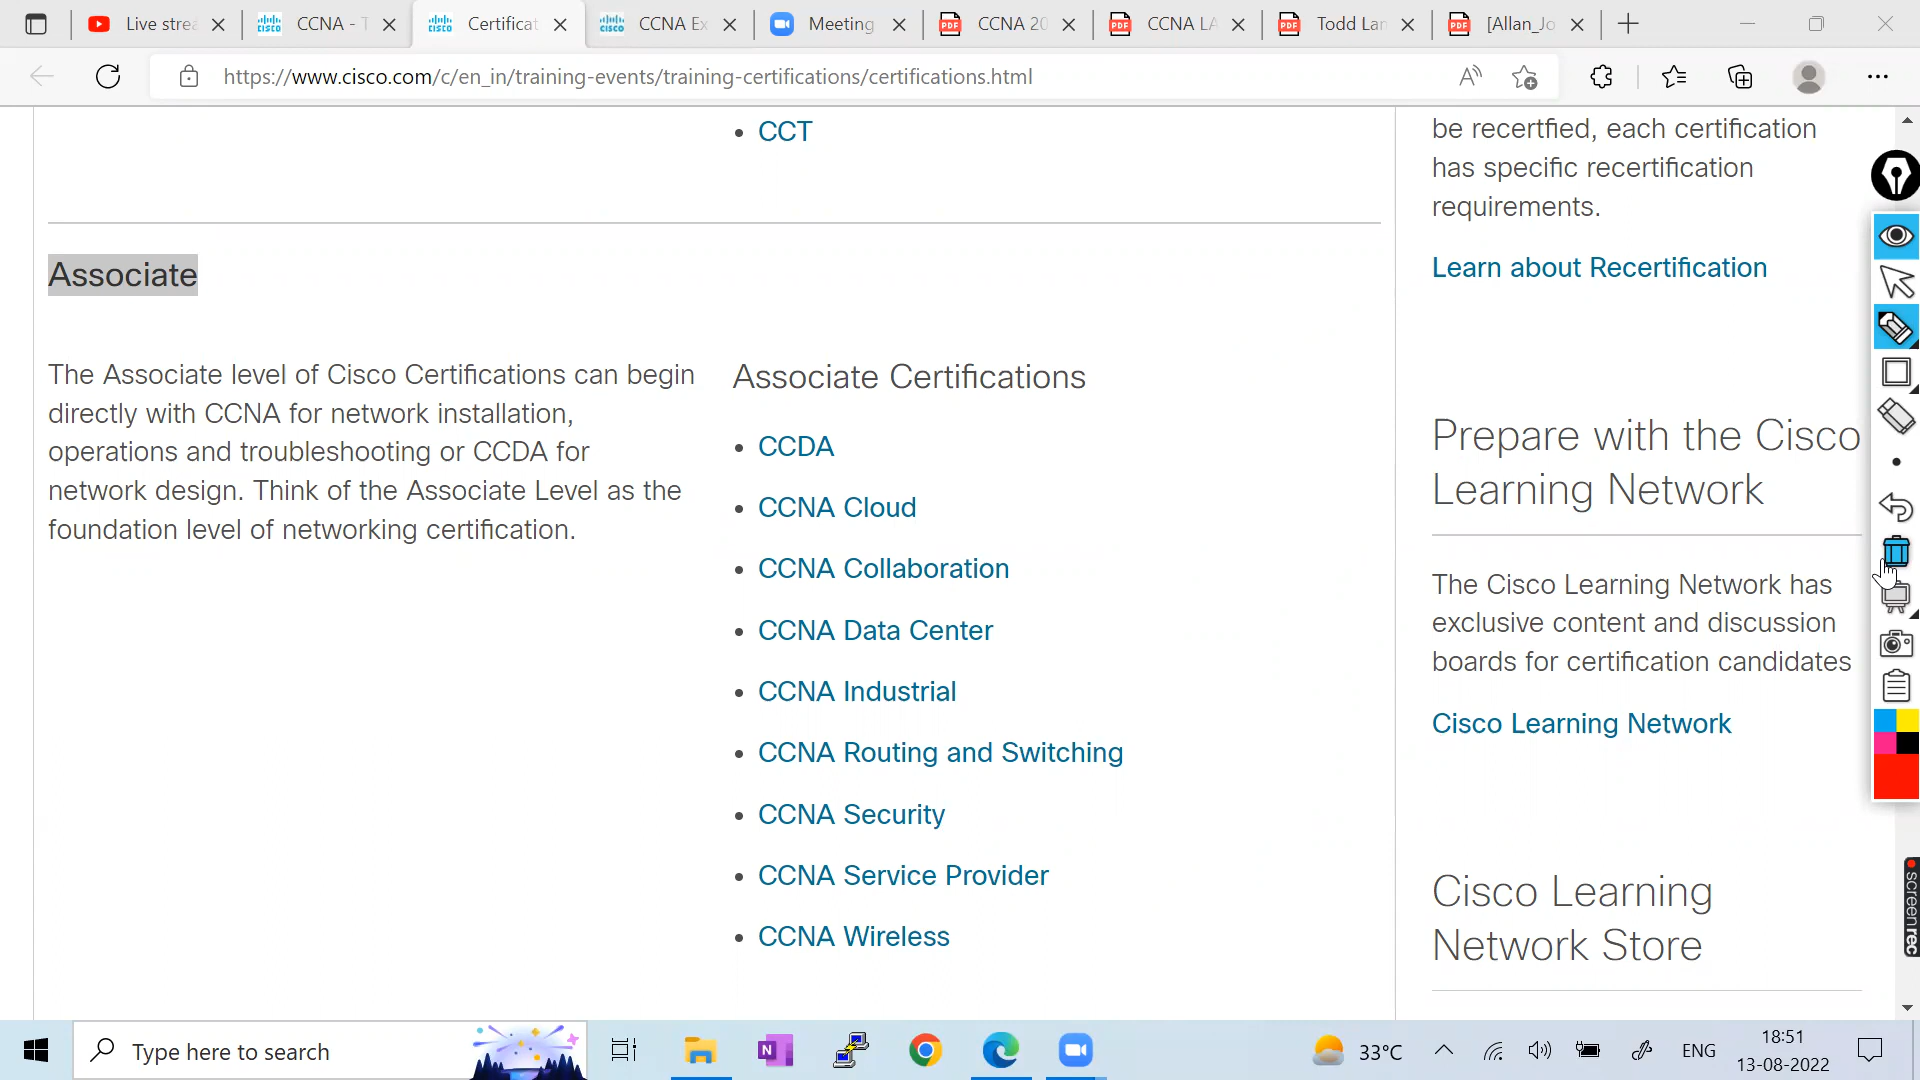 Live strea
CCNA - T
Certificat
CCNA Ex
Meeting
CCNA 20
CCNA LA
Todd Lar
[Allan_Jo
https://www.cisco.com/c/en_in/training-events/training-certifications/certifications.html
CCT
Associate
The Associate level of Cisco Certifications can begin
directly with CCNA for network installation,
operations and troubleshooting or CCDA for
network design. Think of the Associate Level as the
foundation level of networking certification.
Associate Certifications
CCDA
CCNA Cloud
CCNA Collaboration
CCNA Data Center
CCNA Industrial
CCNA Routing and Switching
CCNA Security
CCNA Service Provider
CCNA Wireless
be recertfied, each certification
has specific recertification
requirements.
Learn about Recertification
Prepare with the Cisco
Learning Network
The Cisco Learning Network has
exclusive content and discussion
boards for certification candidates
Cisco Learning Network
Cisco Learning
Network Store
screenrec
Type here to search
33°C
ENG
18:51
13-08-2022